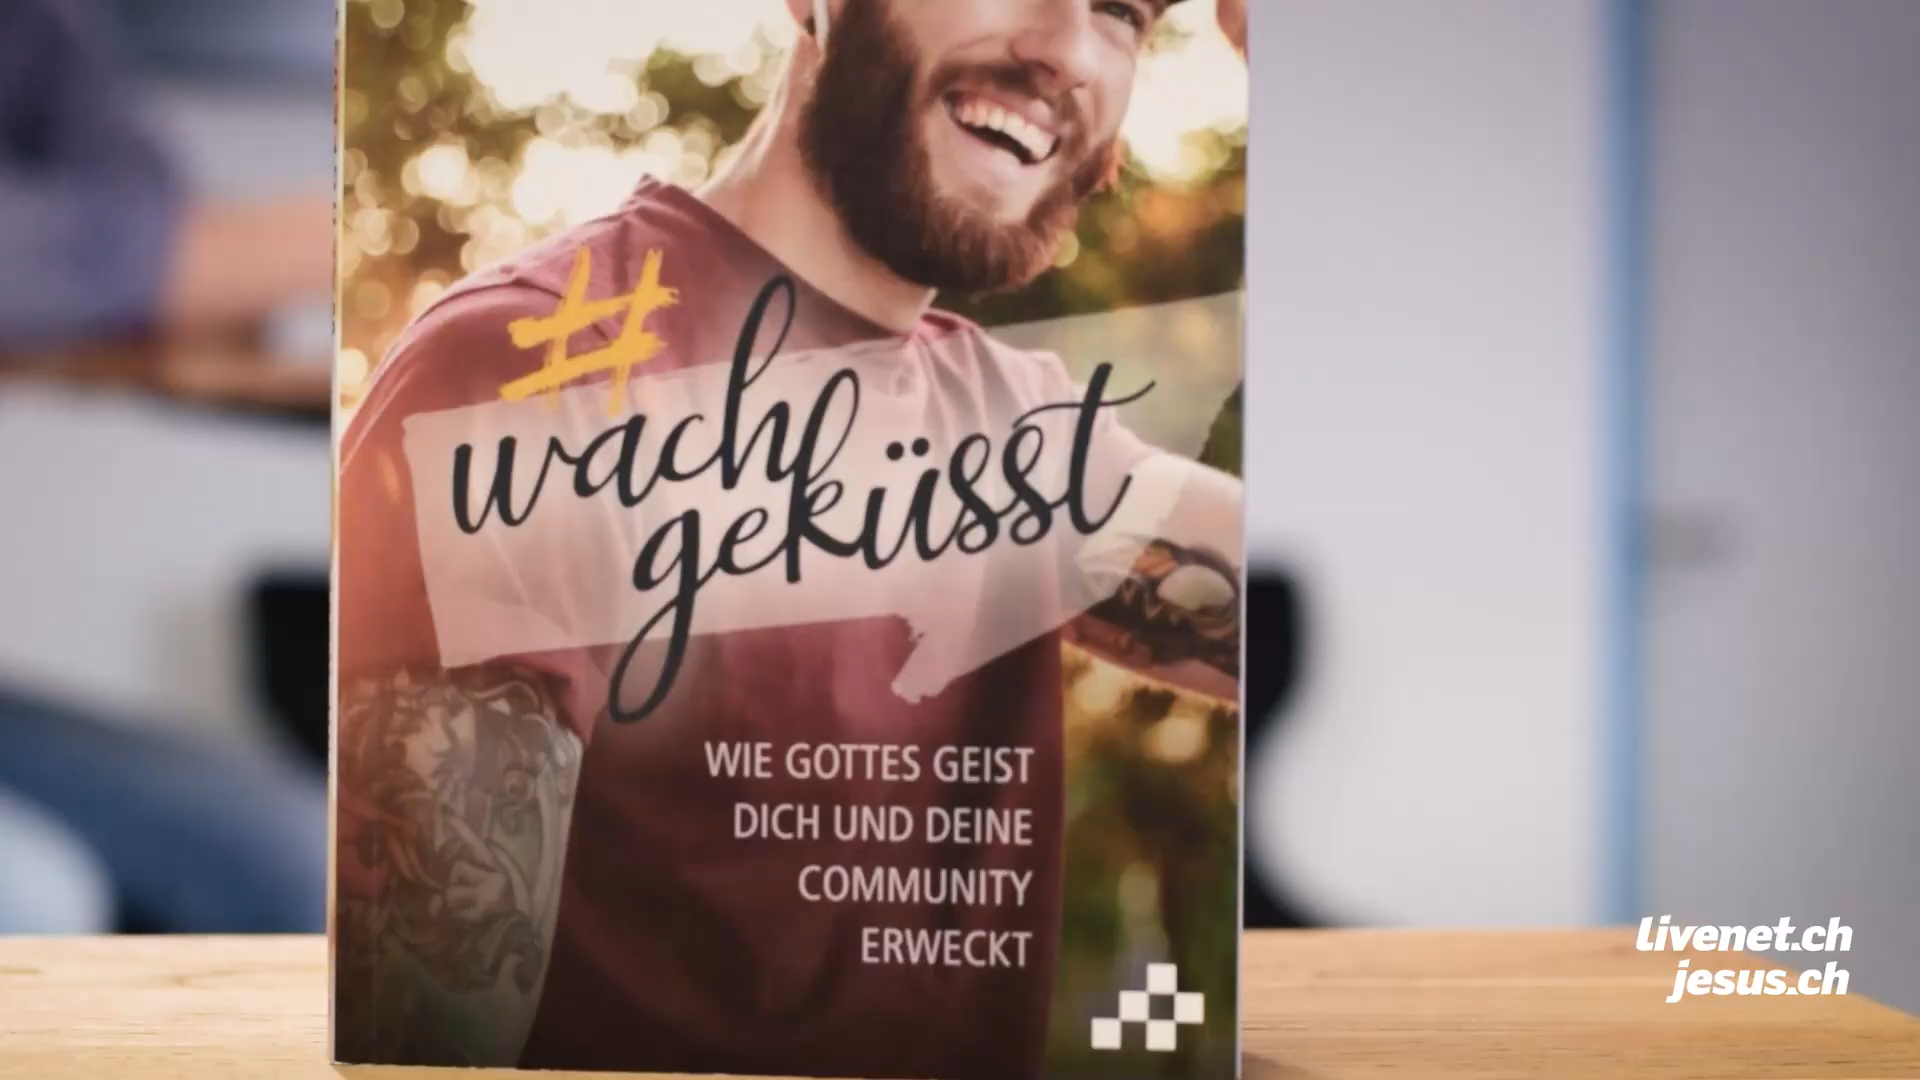 #wach
geküsst
WIE GOTTES GEIST
DICH UND DEINE
COMMUNITY
ERWECKT
livenet.ch
jesus.ch